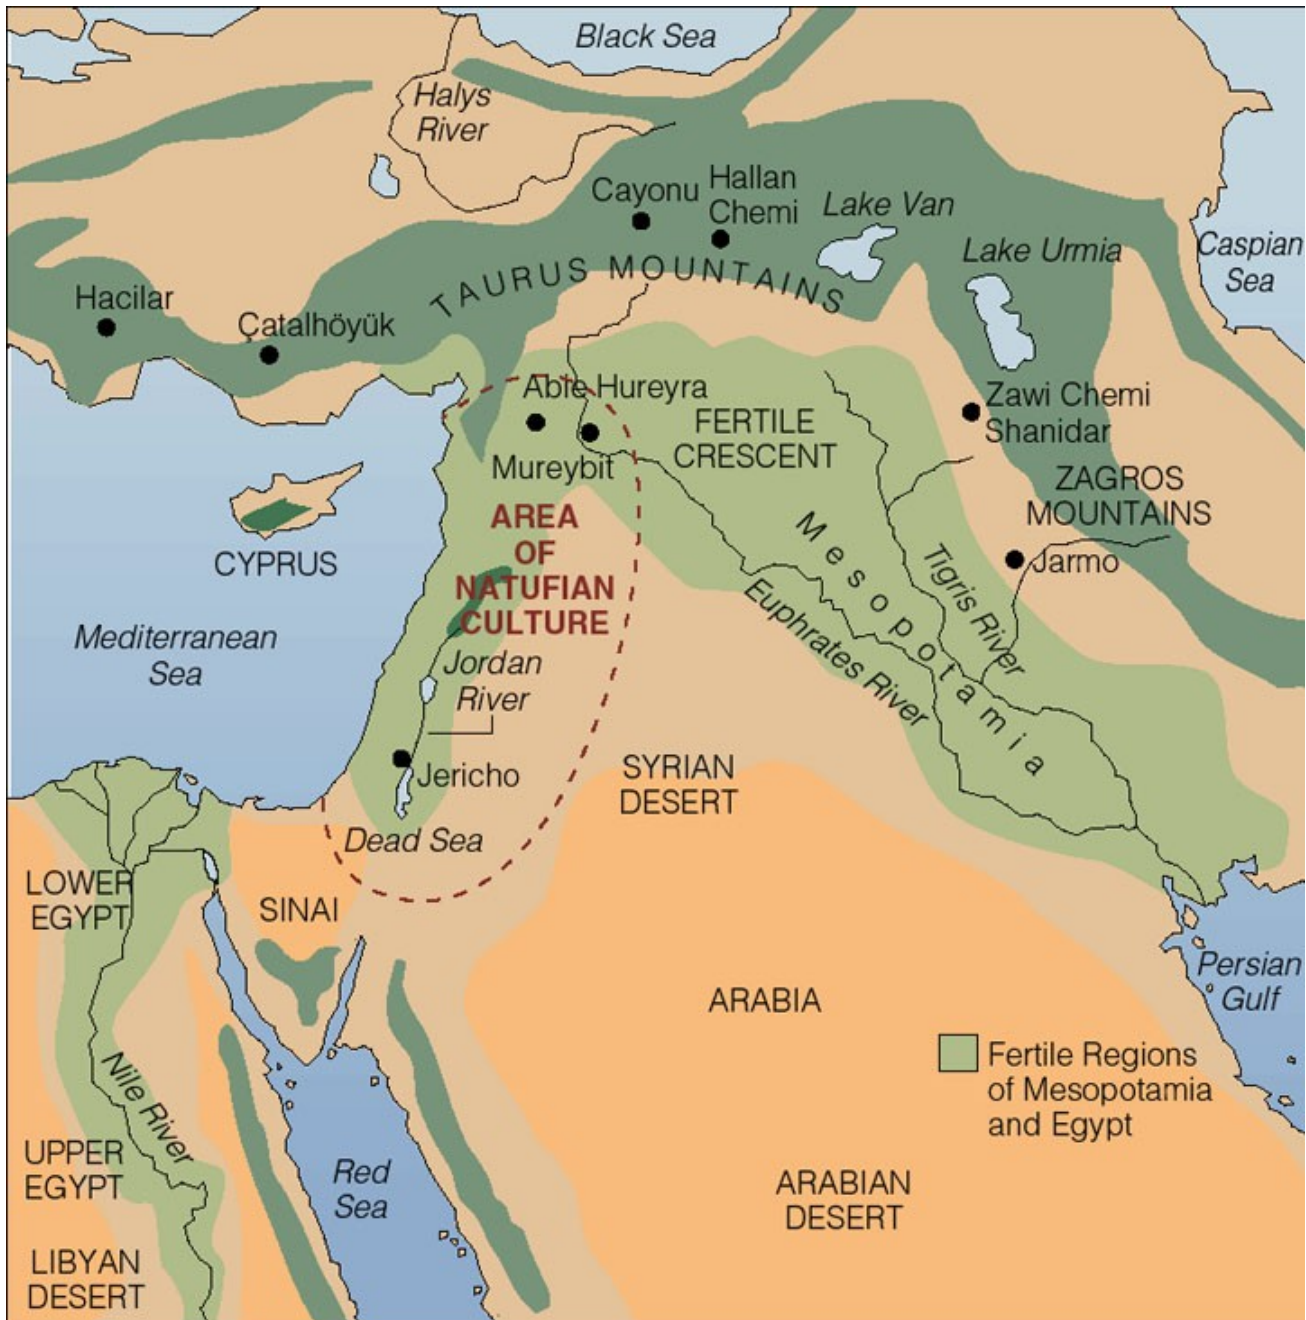 Black Sea
Halys
River
Cayonu
Hallan
Chemi
Lake Van
Lake Urmia
Caspian
Sea
TAURUS MOUNTAINS
Hacilar
Çatalhöyük
Abie Hureyra
Mureybit
FERTILE
CRESCENT
Zawi Chemi
Shanidar
ZAGROS
MOUNTAINS
Jarmo
CYPRUS
AREA
OF
NATUFIAN
CULTURE
Mesopotamia
Tigris River
Euphrates River
Mediterranean
Sea
Jordan
River
Jericho
Dead Sea
SYRIAN
DESERT
LOWER
EGYPT
SINAI
ARABIA
Persian
Gulf
Fertile Regions
of Mesopotamia
and Egypt
Nile River
UPPER
EGYPT
Red
Sea
ARABIAN
DESERT
LIBYAN
DESERT